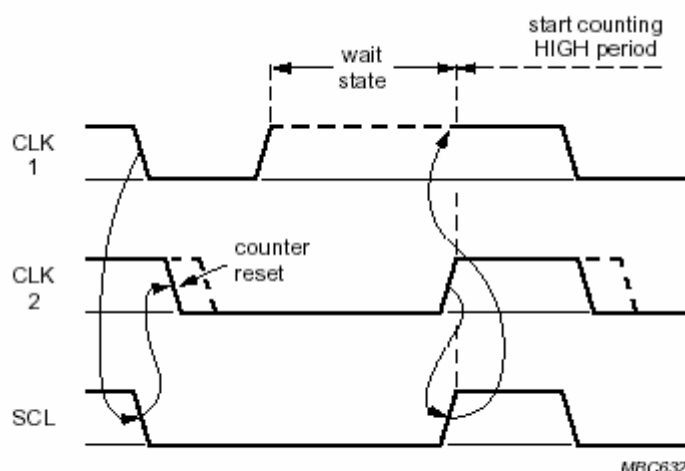 start counting
HIGH period
wait
state
CLK
1
counter
reset
CLK
2
SCL
MBC632